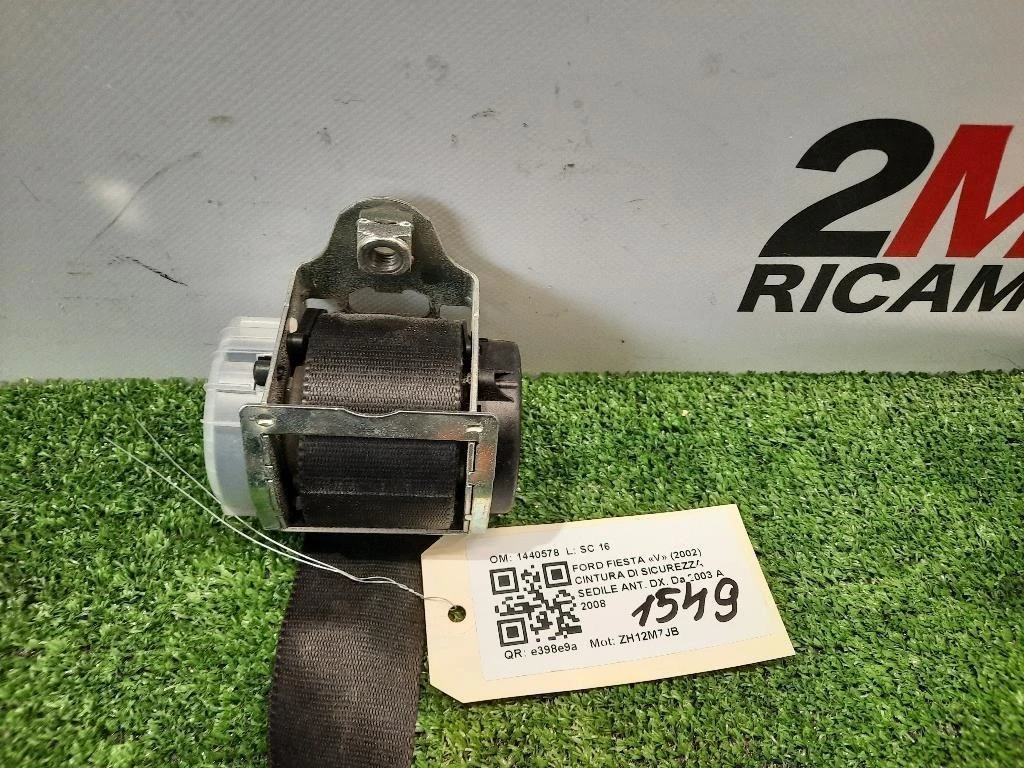 2M
RICAM
OM: 1440578 L: SC 16
FORD FIESTA «V» (2002)
CINTURA DI SICUREZZA
SEDILE ANT. DX. Da 2003 A
2008
1549
QR: e398e9a Mot: ZH12M7JB